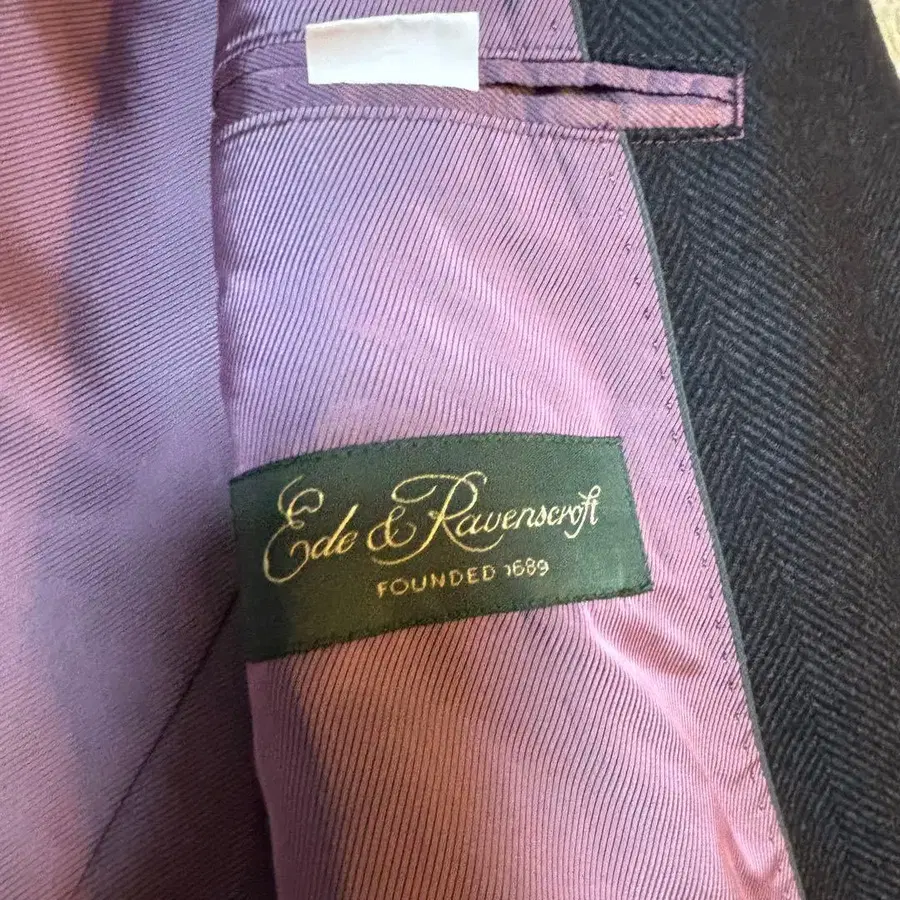 Ede & Ravenscroft
FOUNDED 1689